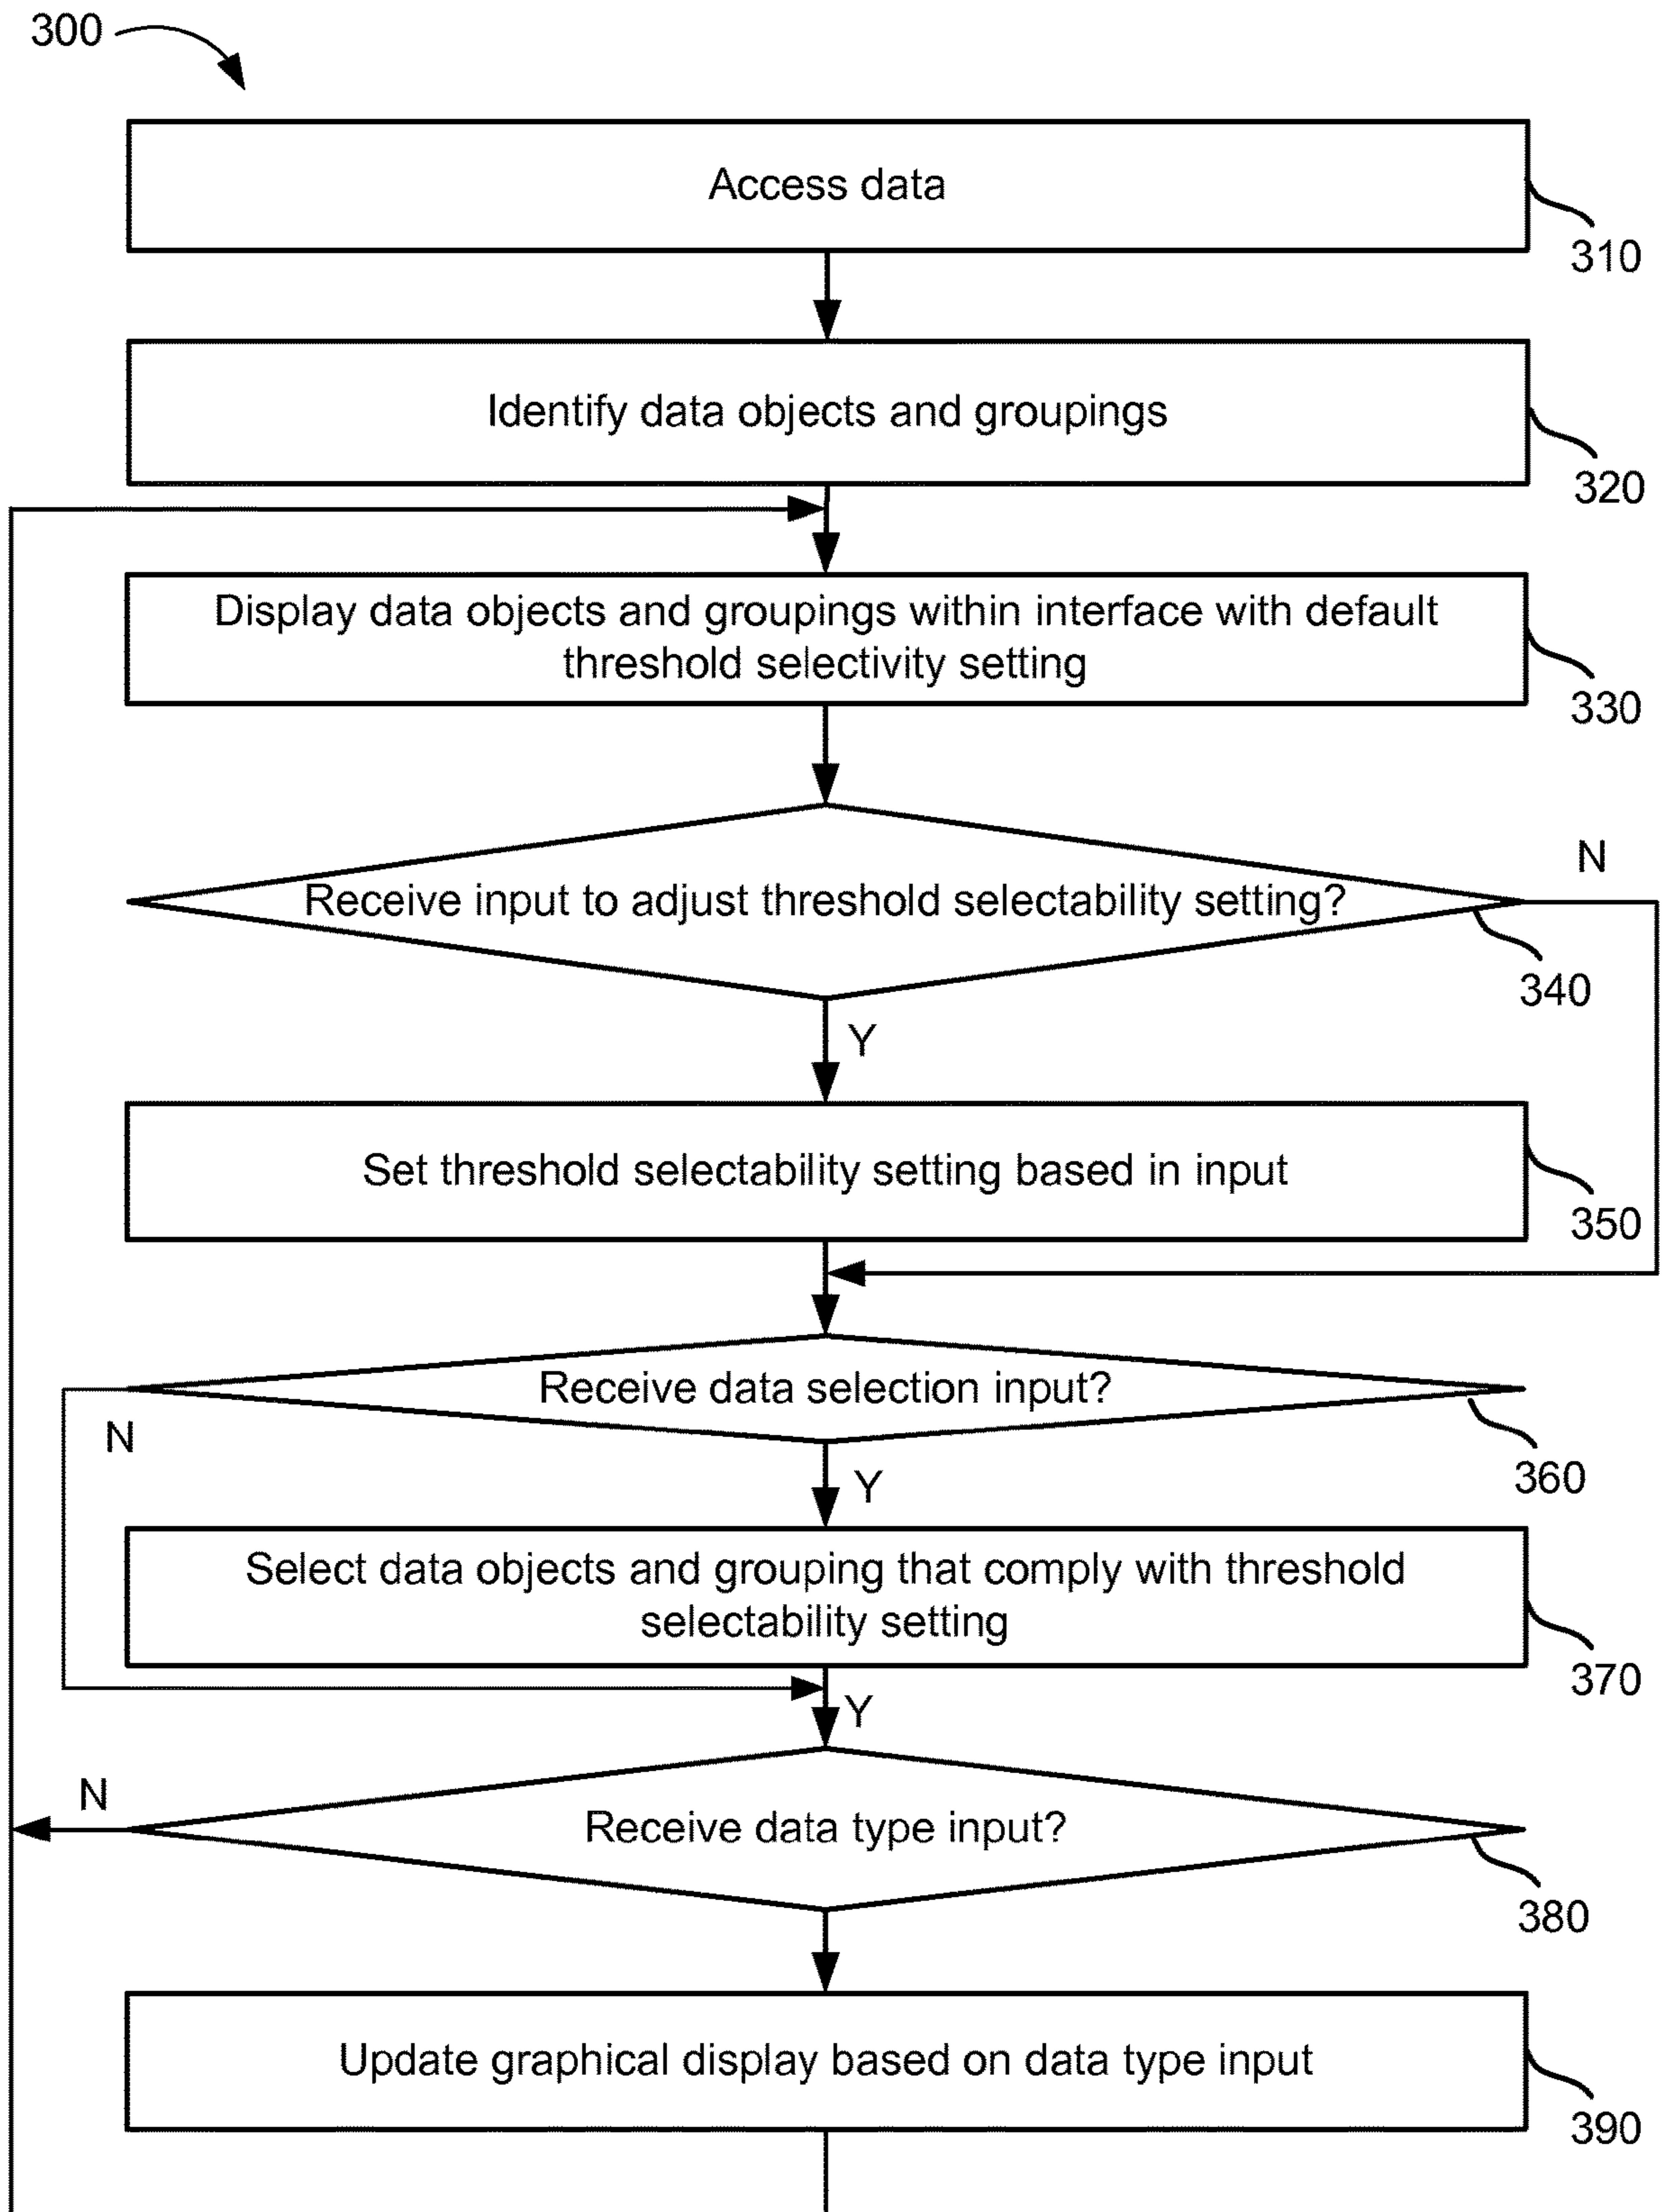 300
Access data
310
Identify data objects and groupings
320
Display data objects and groupings within interface with default
threshold selectivity setting
330
N
Receive input to adjust threshold selectability setting?
340
Y
Set threshold selectability setting based in input
350
Receive data selection input?
N
360
Y
Select data objects and grouping that comply with threshold
selectability setting
370
Y
N
Receive data type input?
380
Update graphical display based on data type input
390